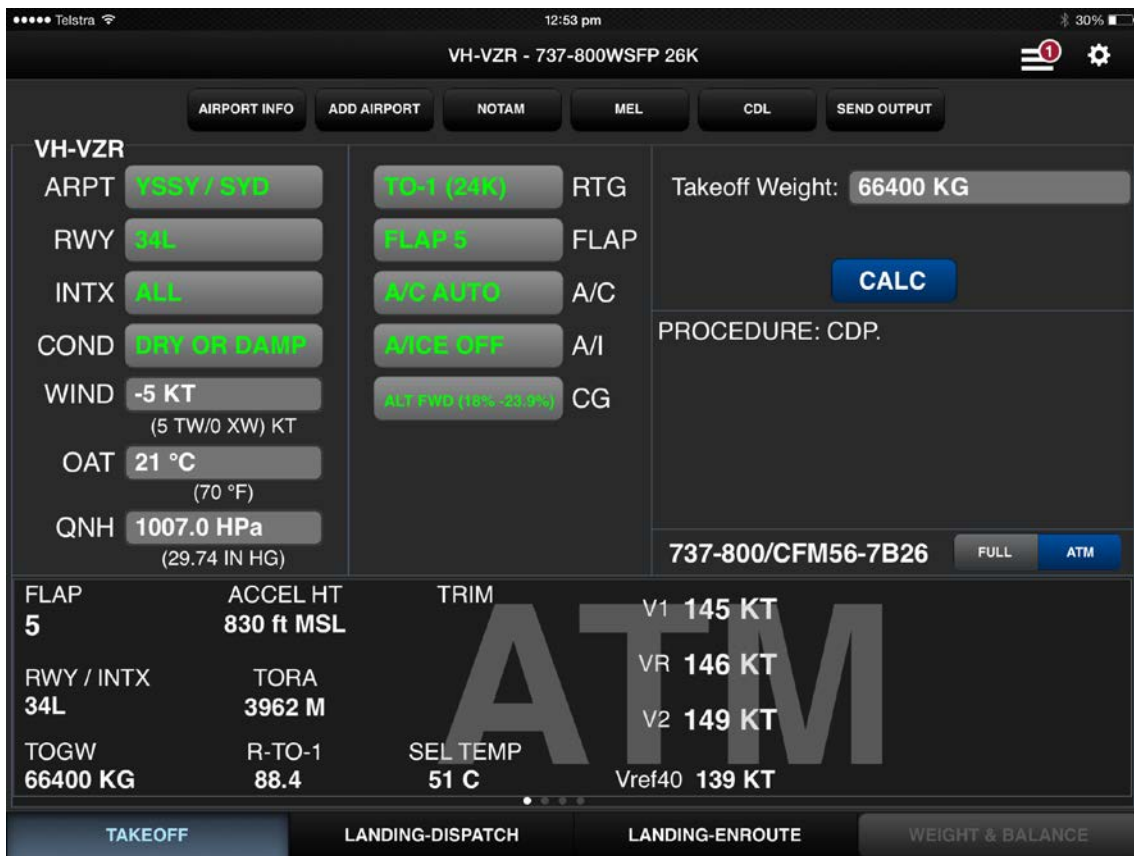 Telstra 12:53 pm 30%
VH-VZR - 737-800WSFP 26K 1
AIRPORT INFO ADD AIRPORT NOTAM MEL CDL SEND OUTPUT
VH-VZR
ARPT YSSY / SYD
RWY 34L
INTX ALL
COND DRY OR DAMP
WIND -5 KT
(5 TW/0 XW) KT
OAT 21 °C
(70 °F)
QNH 1007.0 HPa
(29.74 IN HG)
TO-1 (24K) RTG
FLAP 5 FLAP
A/C AUTO A/C
A/ICE OFF A/I
ALT FWD (18% -23.9%) CG
Takeoff Weight: 66400 KG
CALC
PROCEDURE: CDP.
737-800/CFM56-7B26 FULL ATM
ATM
FLAP ACCEL HT TRIM V1 145 KT
5 830 ft MSL
RWY / INTX TORA VR 146 KT
34L 3962 M
V2 149 KT
TOGW R-TO-1 SEL TEMP
66400 KG 88.4 51 C Vref40 139 KT
TAKEOFF LANDING-DISPATCH LANDING-ENROUTE WEIGHT & BALANCE